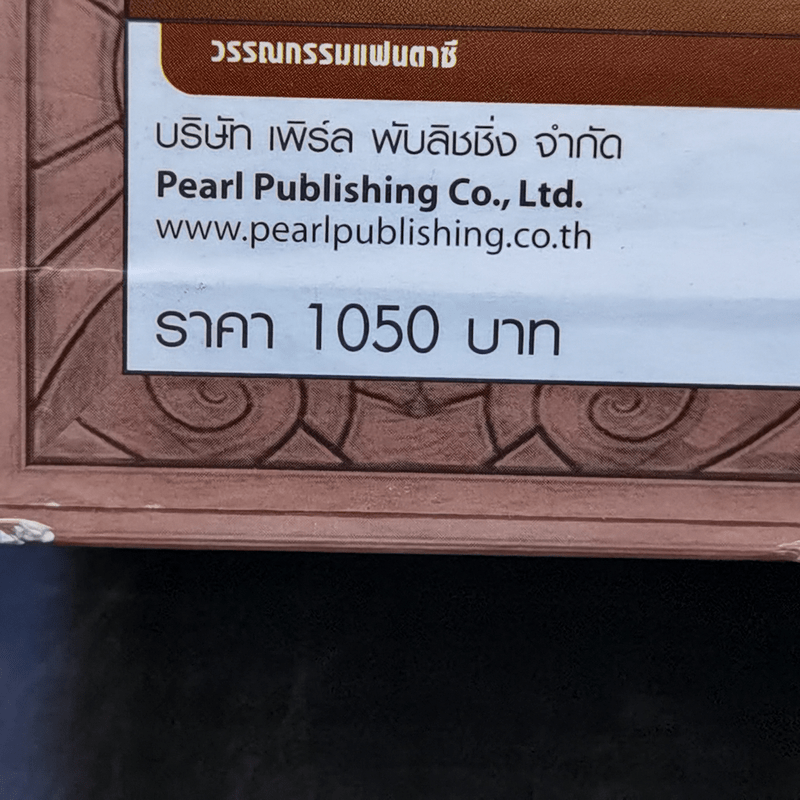 วรรณกรรมแฟนตาซี
บริษัท เพิร์ล พับลิชชิ่ง จำกัด
Pearl Publishing Co., Ltd.
www.pearlpublishing.co.th
ราคา 1050 บาท